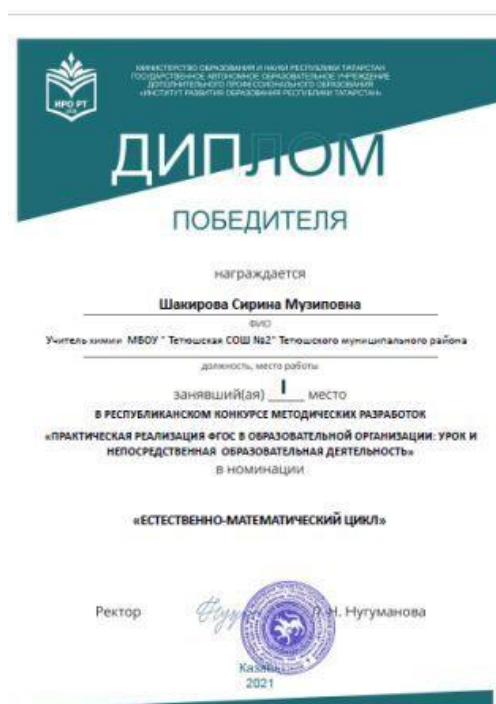 МИНИСТЕРСТВО ОБРАЗОВАНИЯ И НАУКИ РЕСПУБЛИКИ ТАТАРСТАН
ГОСУДАРСТВЕННОЕ АВТОНОМНОЕ ОБРАЗОВАТЕЛЬНОЕ УЧРЕЖДЕНИЕ
ДОПОЛНИТЕЛЬНОГО ПРОФЕССИОНАЛЬНОГО ОБРАЗОВАНИЯ
«ИНСТИТУТ РАЗВИТИЯ ОБРАЗОВАНИЯ РЕСПУБЛИКИ ТАТАРСТАН»
ИРО РТ
ДИПЛОМ
ПОБЕДИТЕЛЯ
награждается
Шакирова Сирина Музиповна
ФИО
Учитель химии МБОУ " Тетюшская СОШ №2" Тетюшского муниципального района
должность, место работы
занявший(ая) I место
В РЕСПУБЛИКАНСКОМ КОНКУРСЕ МЕТОДИЧЕСКИХ РАЗРАБОТОК
«ПРАКТИЧЕСКАЯ РЕАЛИЗАЦИЯ ФГОС В ОБРАЗОВАТЕЛЬНОЙ ОРГАНИЗАЦИИ: УРОК И
НЕПОСРЕДСТВЕННАЯ ОБРАЗОВАТЕЛЬНАЯ ДЕЯТЕЛЬНОСТЬ»
в номинации
«ЕСТЕСТВЕННО-МАТЕМАТИЧЕСКИЙ ЦИКЛ»
Ректор Н. Нугуманова
Казань
2021